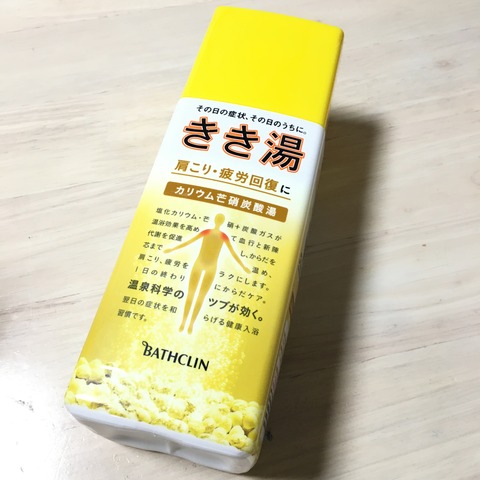 その日の症状、その日のうちに。
きき湯
肩こり・疲労回復に
カリウム芒硝炭酸湯
塩化カリウム・芒硝+炭酸ガスが
温浴効果を高めて血行と新陳
代謝を促進し、からだを
芯まで温め、
肩こり、疲労をラクにします。
1日の終わりにからだケア。
温泉科学のツブが効く。
翌日の症状を和らげる健康入浴
習慣です。
BATHCLIN